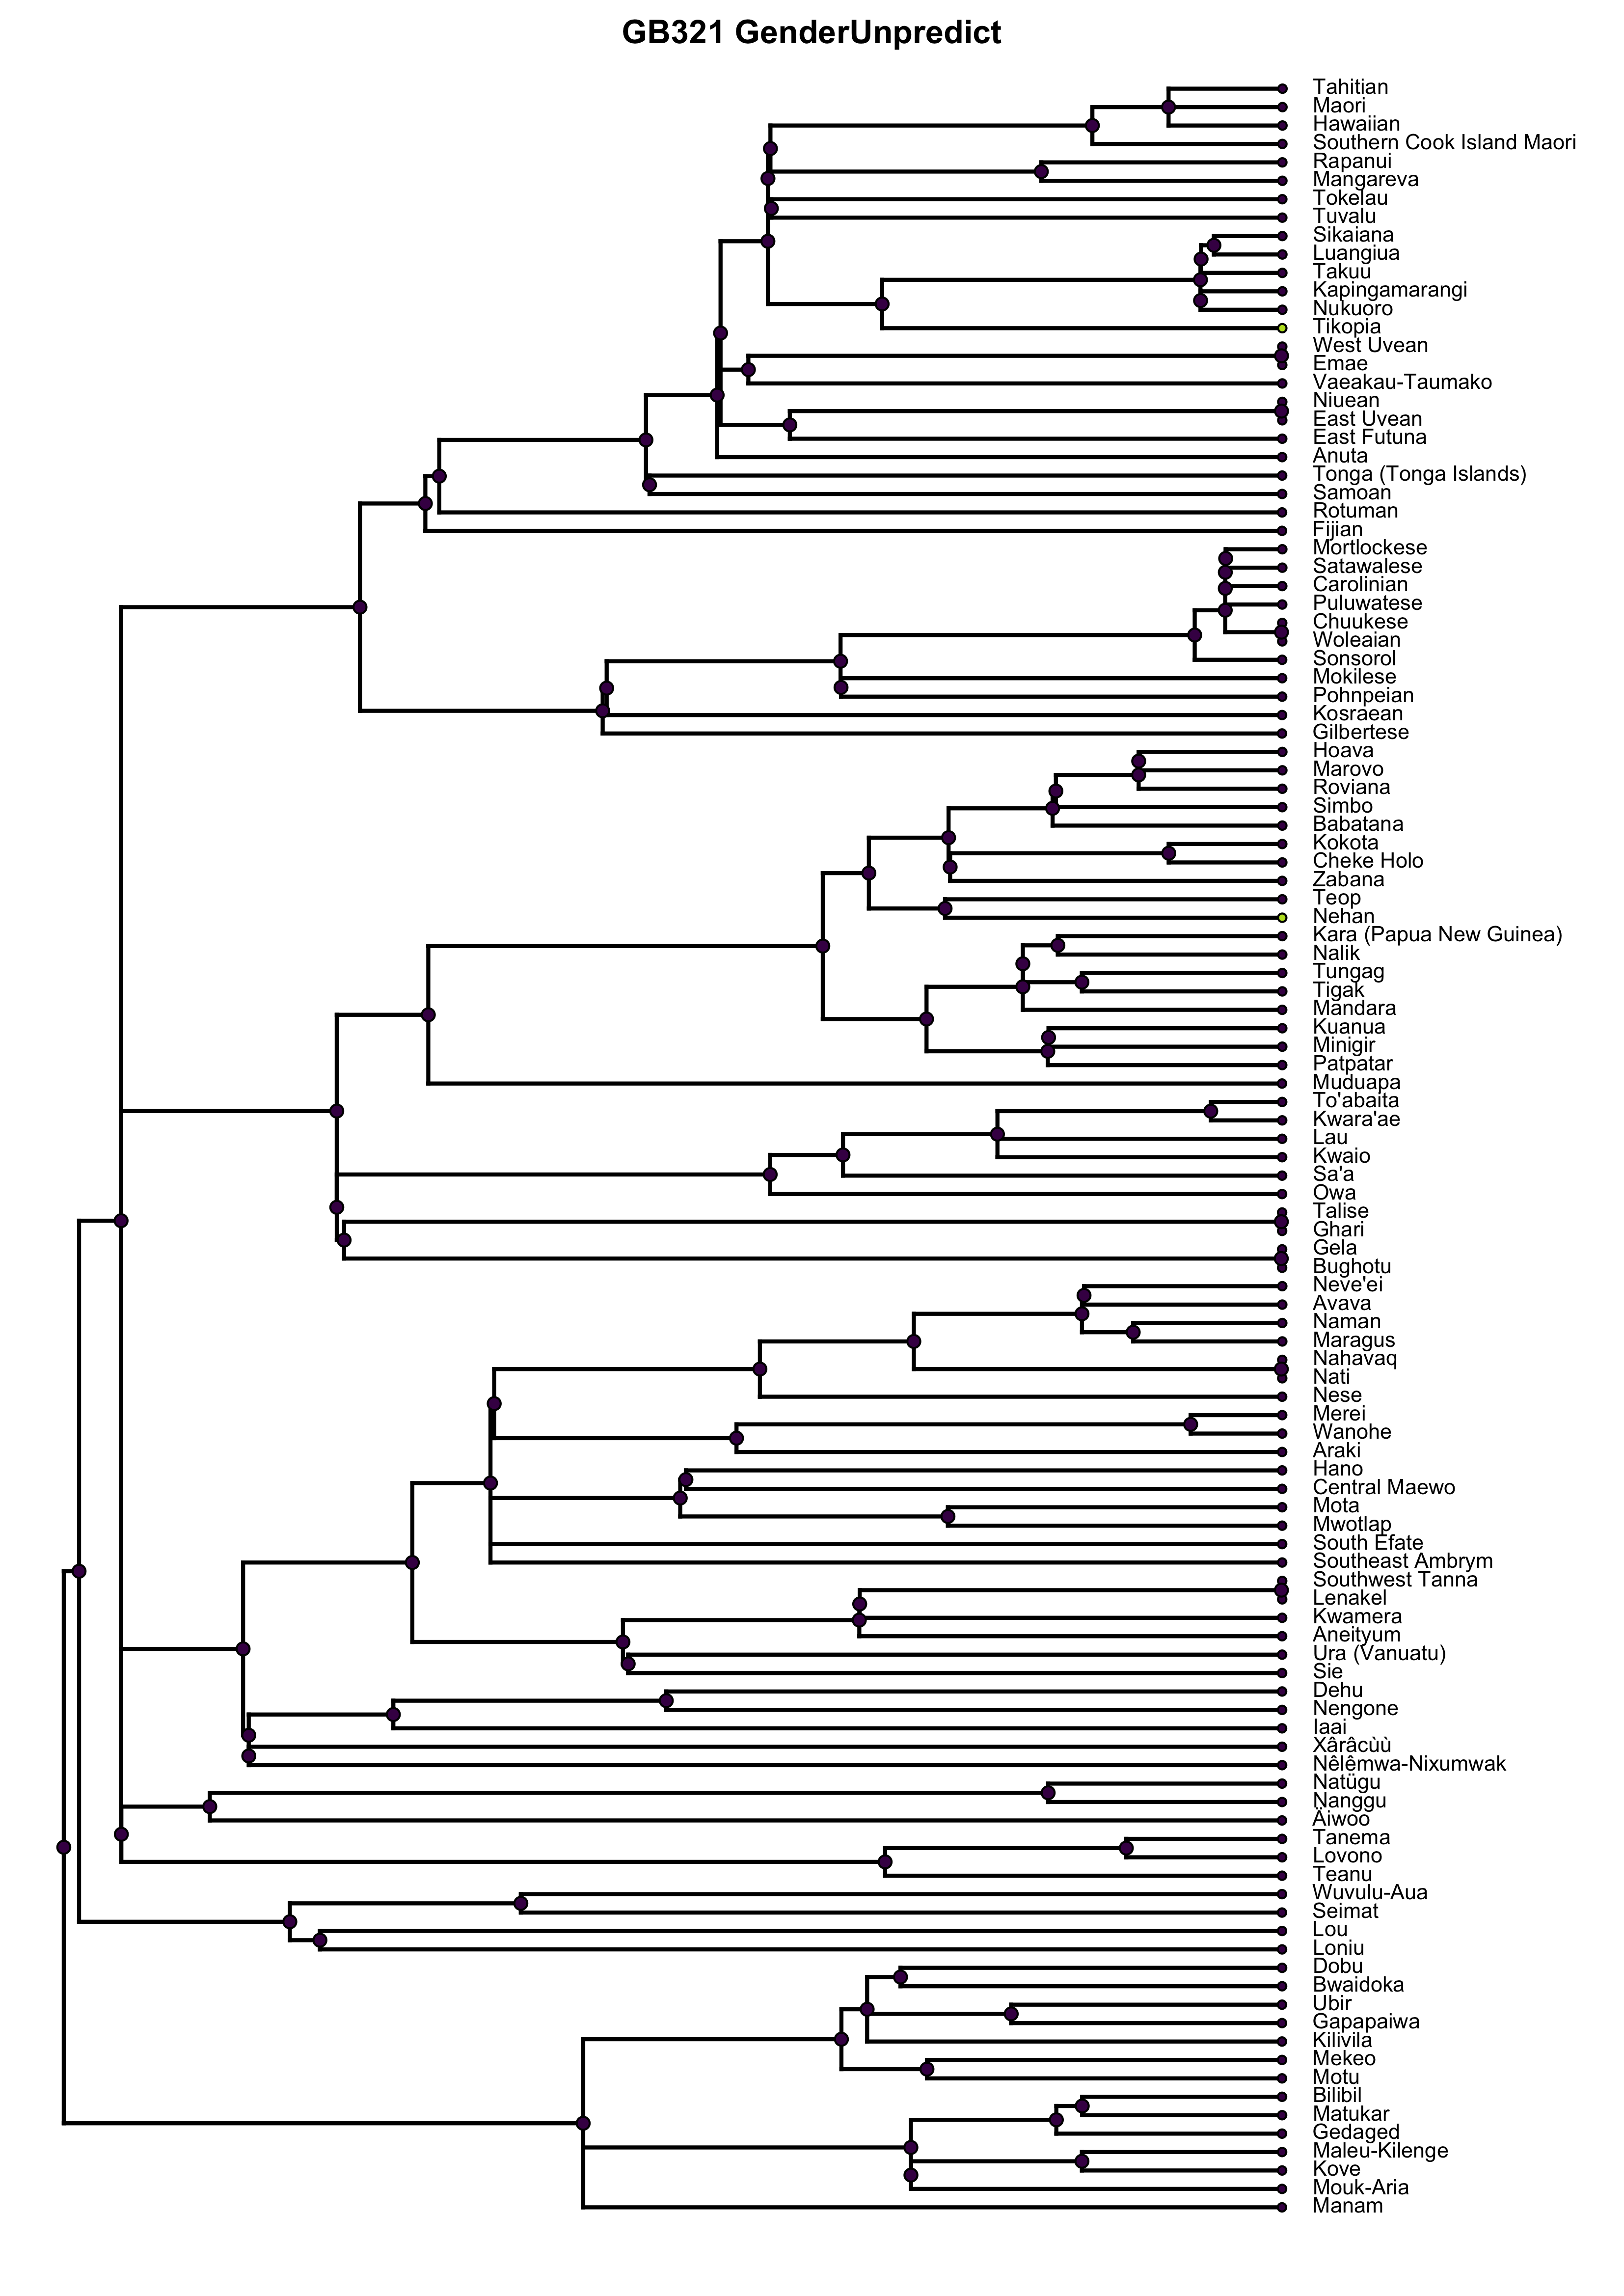 GB321 GenderUnpredict
Tahitian
Maori
Hawaiian
Southern Cook Island Maori
Rapanui
Mangareva
Tokelau
Tuvalu
Sikaiana
Luangiua
Takuu
Kapingamarangi
Nukuoro
Tikopia
West Uvean
Emae
Vaeakau-Taumako
Niuean
East Uvean
East Futuna
Anuta
Tonga (Tonga Islands)
Samoan
Rotuman
Fijian
Mortlockese
Satawalese
Carolinian
Puluwatese
Chuukese
Woleaian
Sonsorol
Mokilese
Pohnpeian
Kosraean
Gilbertese
Hoava
Marovo
Roviana
Simbo
Babatana
Kokota
Cheke Holo
Zabana
Teop
Nehan
Kara (Papua New Guinea)
Nalik
Tungag
Tigak
Mandara
Kuanua
Minigir
Patpatar
Muduapa
To'abaita
Kwara'ae
Lau
Kwaio
Sa'a
Owa
Talise
Ghari
Gela
Bughotu
Neve'ei
Avava
Naman
Maragus
Nahavaq
Nati
Nese
Merei
Wanohe
Araki
Hano
Central Maewo
Mota
Mwotlap
South Efate
Southeast Ambrym
Southwest Tanna
Lenakel
Kwamera
Aneityum
Ura (Vanuatu)
Sie
Dehu
Nengone
Iaai
Xârâcùù
Nêlêmwa-Nixumwak
Natügu
Nanggu
Äiwoo
Tanema
Lovono
Teanu
Wuvulu-Aua
Seimat
Lou
Loniu
Dobu
Bwaidoka
Ubir
Gapapaiwa
Kilivila
Mekeo
Motu
Bilibil
Matukar
Gedaged
Maleu-Kilenge
Kove
Mouk-Aria
Manam